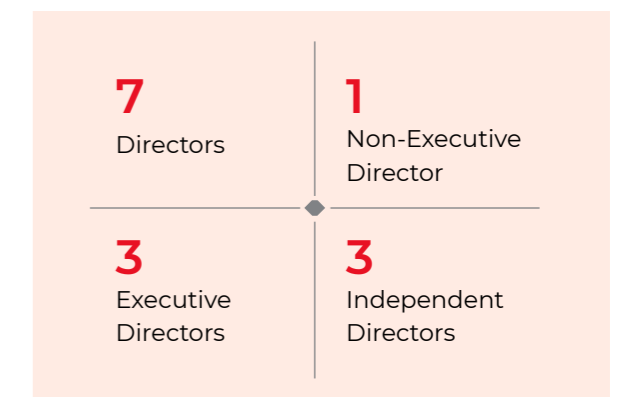 7
Directors
1
Non-Executive
Director
3
Executive
Directors
3
Independent
Directors